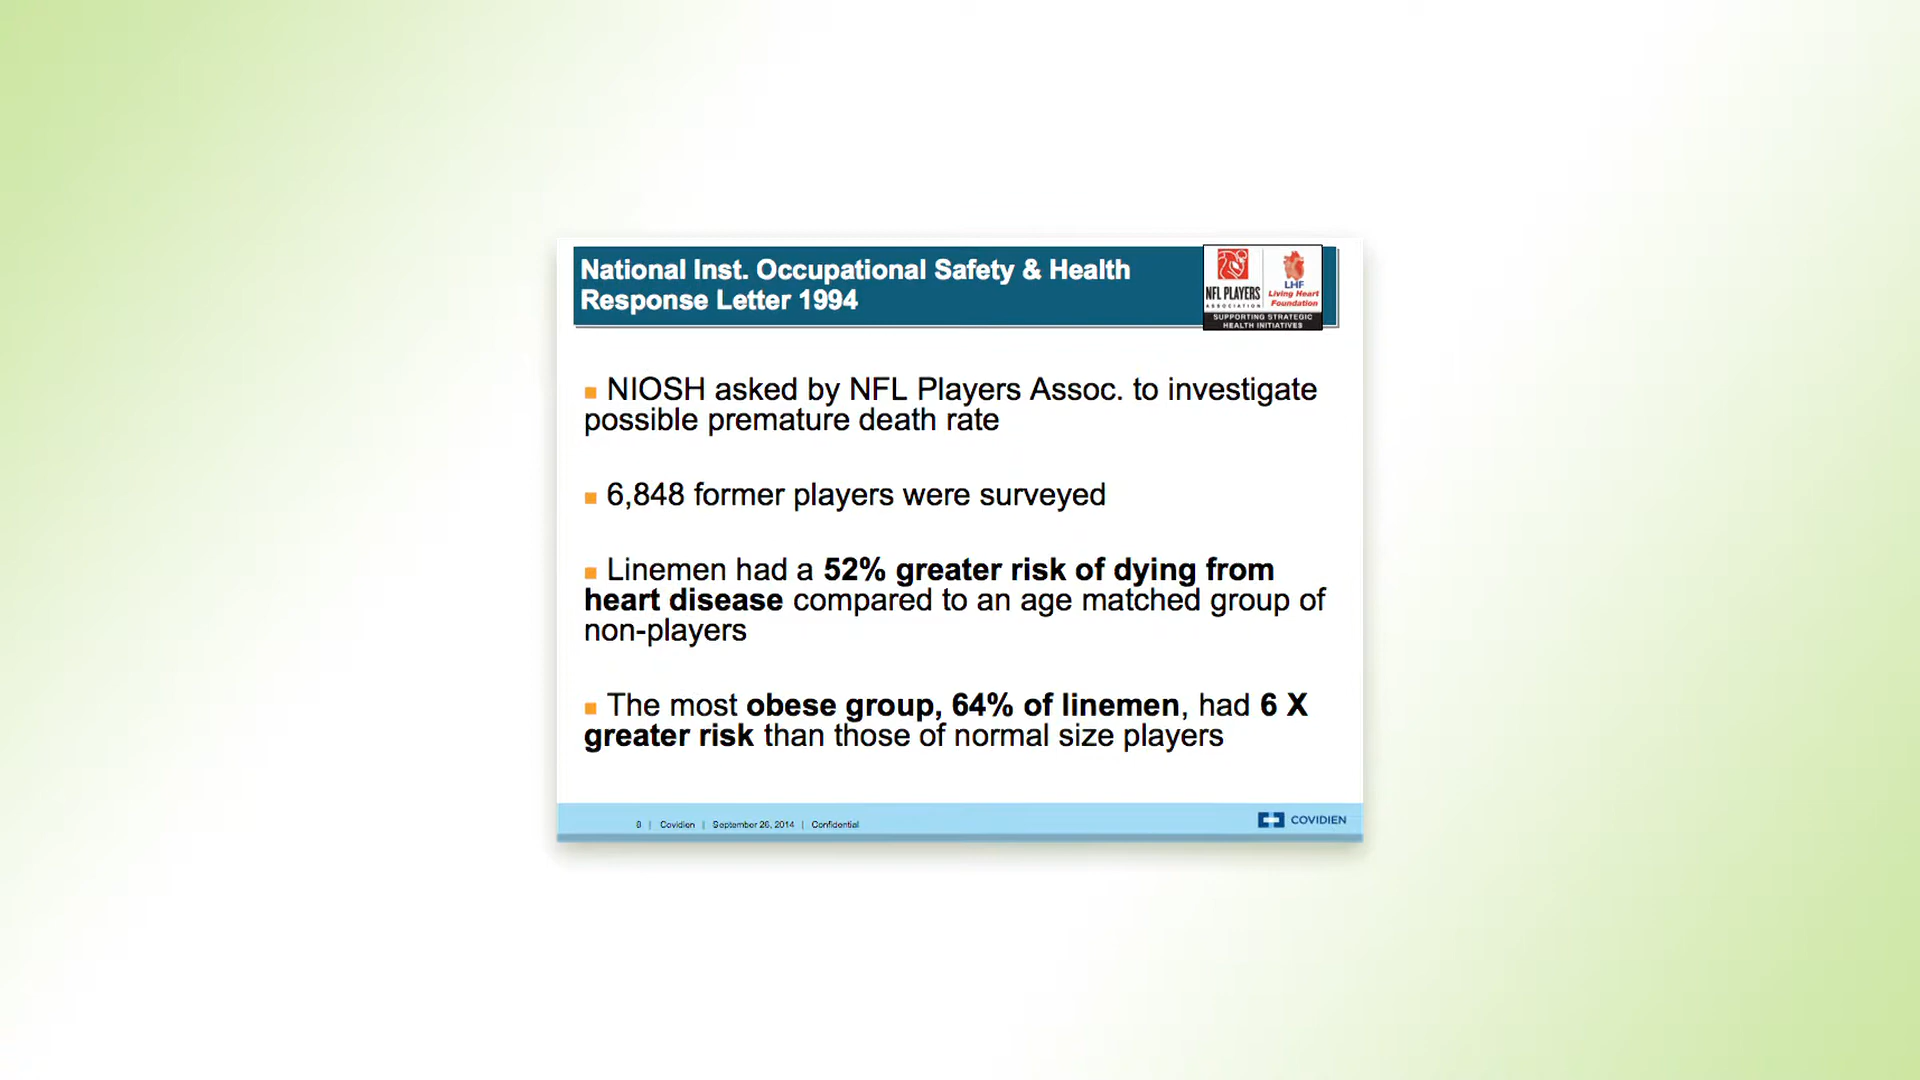 National Inst. Occupational Safety & Health
Response Letter 1994
NFL PLAYERS
ASSOCIATION
LHF
Living Heart
Foundation
SUPPORTING STRATEGIC
HEALTH INITIATIVES
NIOSH asked by NFL Players Assoc. to investigate
possible premature death rate
6,848 former players were surveyed
Linemen had a 52% greater risk of dying from
heart disease compared to an age matched group of
non-players
The most obese group, 64% of linemen, had 6 X
greater risk than those of normal size players
8 | Covidien | September 26, 2014 | Confidential
COVIDIEN